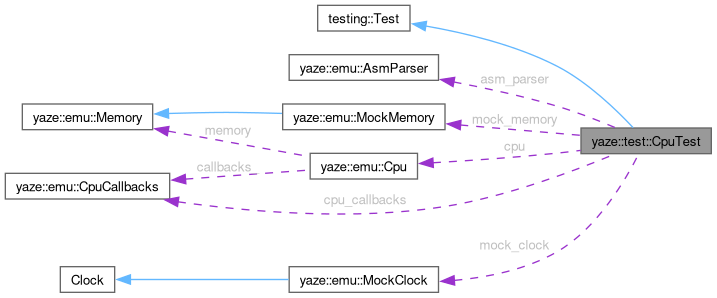 testing::Test
yaze::emu::AsmParser
asm_parser
yaze::emu::Memory
yaze::emu::MockMemory
mock_memory
memory
yaze::test::CpuTest
cpu
yaze::emu::Cpu
callbacks
yaze::emu::CpuCallbacks
cpu_callbacks
mock_clock
Clock
yaze::emu::MockClock